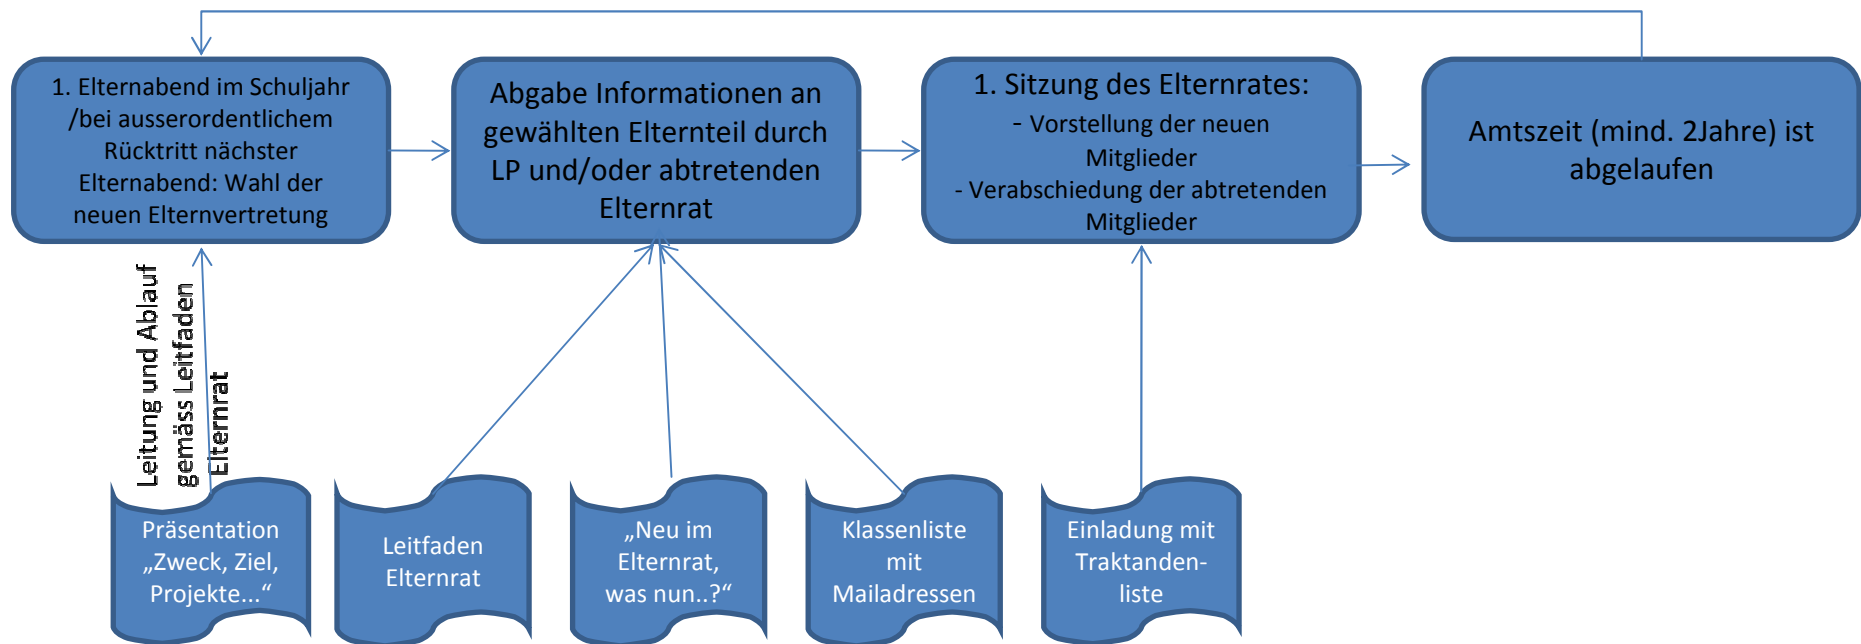 1. Elternabend im Schuljahr
/bei ausserordentlichem
Rücktritt nächster
Elternabend: Wahl der
neuen Elternvertretung
Abgabe Informationen an
gewählten Elternteil durch
LP und/oder abtretenden
Elternrat
1. Sitzung des Elternrates:
- Vorstellung der neuen
Mitglieder
- Verabschiedung der abtretenden
Mitglieder
Amtszeit (mind. 2Jahre) ist
abgelaufen
Leitung und Ablauf
gemäss Leitfaden
Elternrat
Präsentation
„Zweck, Ziel,
Projekte...“
Leitfaden
Elternrat
„Neu im
Elternrat,
was nun..?“
Klassenliste
mit
Mailadressen
Einladung mit
Traktanden-
liste